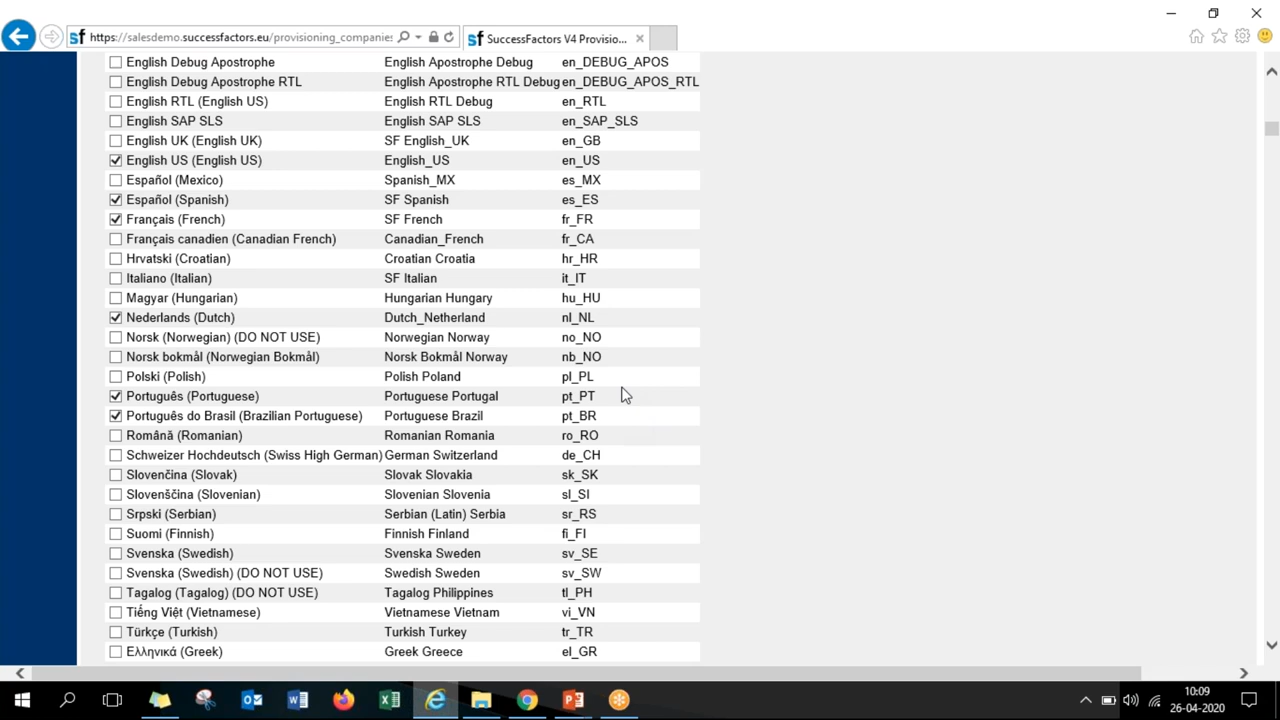 https://salesdemo.successfactors.eu/provisioning_companies
SuccessFactors V4 Provisio...
English Debug Apostrophe English Apostrophe Debug en_DEBUG_APOS
English Debug Apostrophe RTL English Apostrophe RTL Debug en_DEBUG_APOS_RTL
English RTL (English US) English RTL Debug en_RTL
English SAP SLS English SAP SLS en_SAP_SLS
English UK (English UK) SF English_UK en_GB
English US (English US) English_US en_US
Español (Mexico) Spanish_MX es_MX
Español (Spanish) SF Spanish es_ES
Français (French) SF French fr_FR
Français canadien (Canadian French) Canadian_French fr_CA
Hrvatski (Croatian) Croatian Croatia hr_HR
Italiano (Italian) SF Italian it_IT
Magyar (Hungarian) Hungarian Hungary hu_HU
Nederlands (Dutch) Dutch_Netherland nl_NL
Norsk (Norwegian) (DO NOT USE) Norwegian Norway no_NO
Norsk bokmål (Norwegian Bokmål) Norsk Bokmål Norway nb_NO
Polski (Polish) Polish Poland pl_PL
Português (Portuguese) Portuguese Portugal pt_PT
Português do Brasil (Brazilian Portuguese) Portuguese Brazil pt_BR
Română (Romanian) Romanian Romania ro_RO
Schweizer Hochdeutsch (Swiss High German) German Switzerland de_CH
Slovenčina (Slovak) Slovak Slovakia sk_SK
Slovenščina (Slovenian) Slovenian Slovenia sl_SI
Srpski (Serbian) Serbian (Latin) Serbia sr_RS
Suomi (Finnish) Finnish Finland fi_FI
Svenska (Swedish) Svenska Sweden sv_SE
Svenska (Swedish) (DO NOT USE) Swedish Sweden sv_SW
Tagalog (Tagalog) (DO NOT USE) Tagalog Philippines tl_PH
Tiếng Việt (Vietnamese) Vietnamese Vietnam vi_VN
Türkçe (Turkish) Turkish Turkey tr_TR
Ελληνικά (Greek) Greek Greece el_GR
10:09
26-04-2020